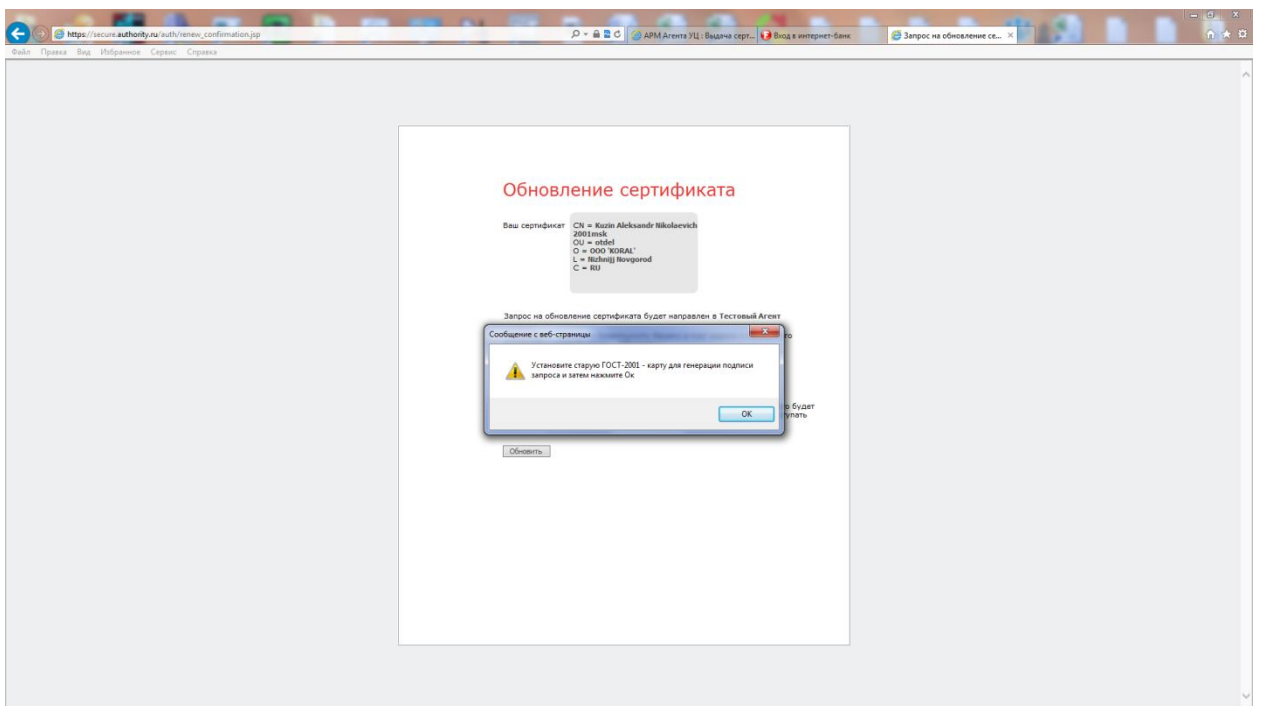 https://secure.authority.ru/auth/renew_confirmation.jsp
АРМ Агента УЦ : Выдача серт...
Вход в интернет-банк
Запрос на обновление се...
Файл Правка Вид Избранное Сервис Справка
Обновление сертификата
Ваш сертификат
CN = Kuzin Aleksandr Nikolaevich
2001msk
OU = otdel
O = OOO 'KORAL'
L = Nizhnijj Novgorod
C = RU
Запрос на обновление сертификата будет направлен в Тестовый Агент
Сообщение с веб-страницы
Установите старую ГОСТ-2001 - карту для генерации подписи
запроса и затем нажмите Ок
будет
OK
Обновить